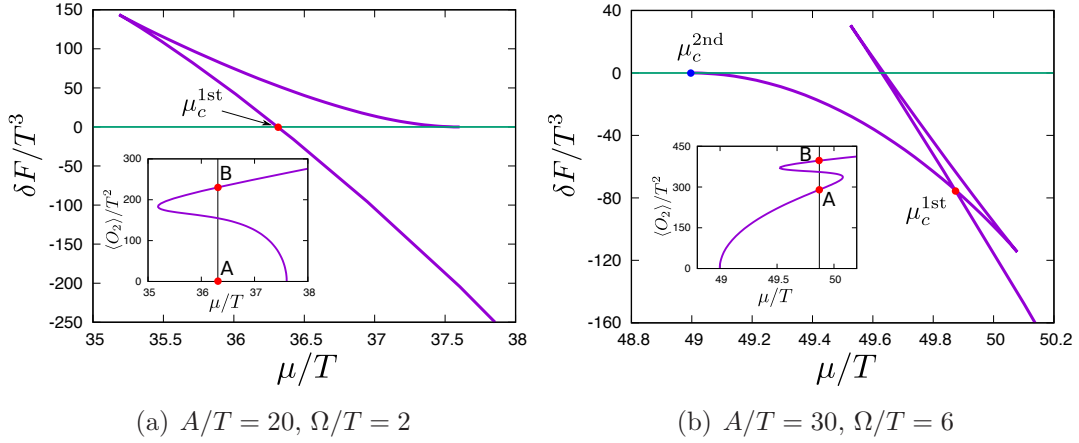 150
100
50
0
-50
-100
-150
-200
-250
δF/T³
μ_c^{1st}
35
35.5
36
36.5
37
37.5
38
μ/T
300
200
100
0
⟨O₂⟩/T²
B
A
35
36
37
38
μ/T
(a) A/T = 20, Ω/T = 2
40
0
-40
-80
-120
-160
δF/T³
μ_c^{2nd}
μ_c^{1st}
48.8
49
49.2
49.4
49.6
49.8
50
50.2
μ/T
450
300
150
0
⟨O₂⟩/T²
B
A
49
49.5
50
μ/T
(b) A/T = 30, Ω/T = 6